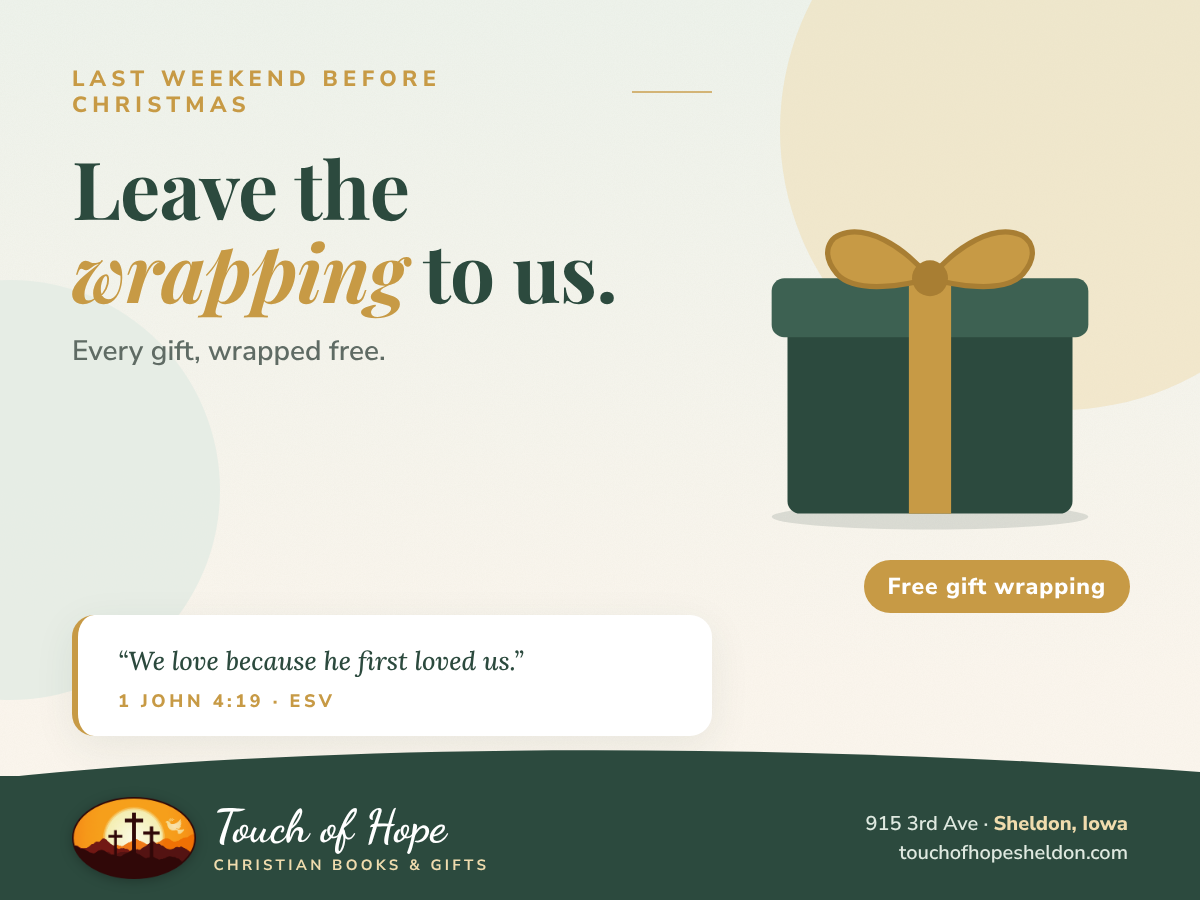 LAST WEEKEND BEFORE
CHRISTMAS
Leave the
wrapping to us.
Every gift, wrapped free.
Free gift wrapping
“We love because he first loved us.”
1 JOHN 4:19 · ESV
Touch of Hope
CHRISTIAN BOOKS & GIFTS
915 3rd Ave · Sheldon, Iowa
touchofhopesheldon.com